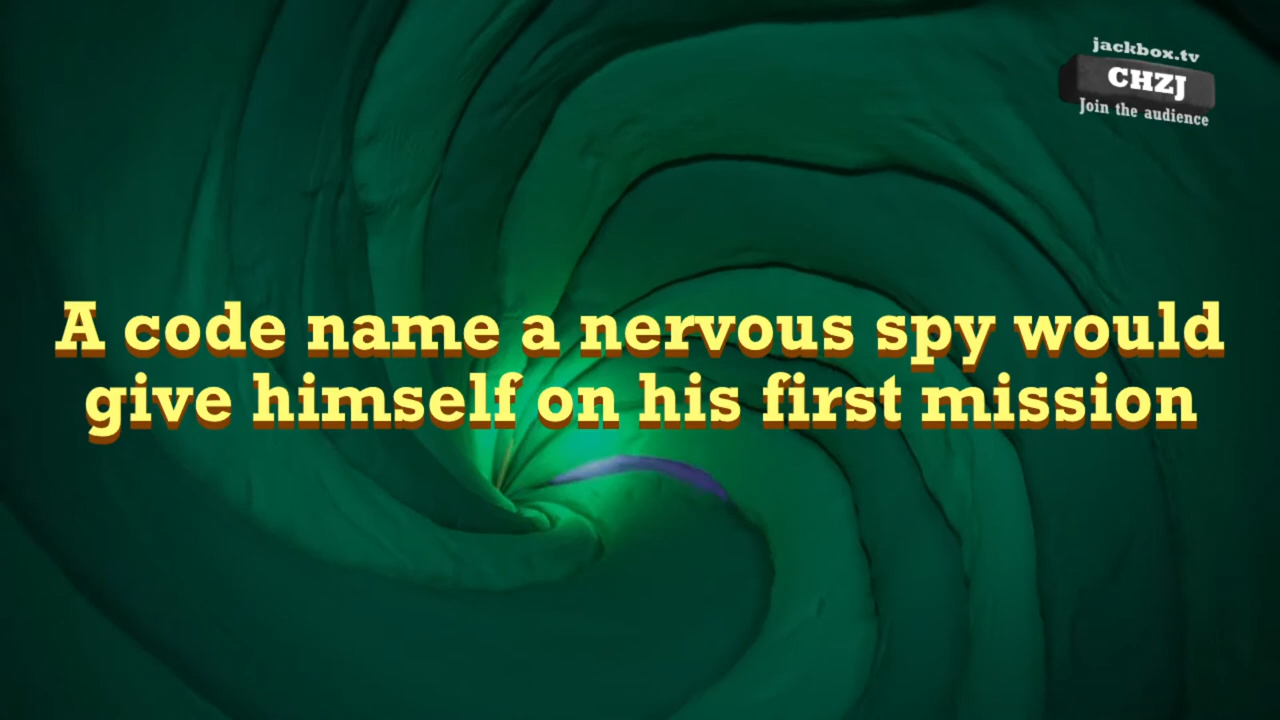 jackbox.tv
CHZJ
Join the audience
A code name a nervous spy would
give himself on his first mission